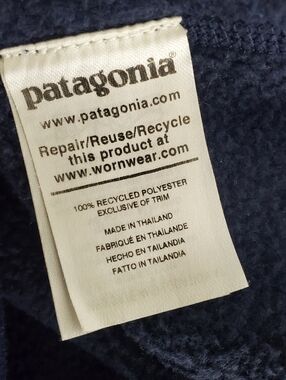 patagonia®
www.patagonia.com
Repair/Reuse/Recycle
this product at
www.wornwear.com
100% RECYCLED POLYESTER
EXCLUSIVE OF TRIM
MADE IN THAILAND
FABRIQUÉ EN THAÏLANDE
HECHO EN TAILANDIA
FATTO IN TAILANDIA